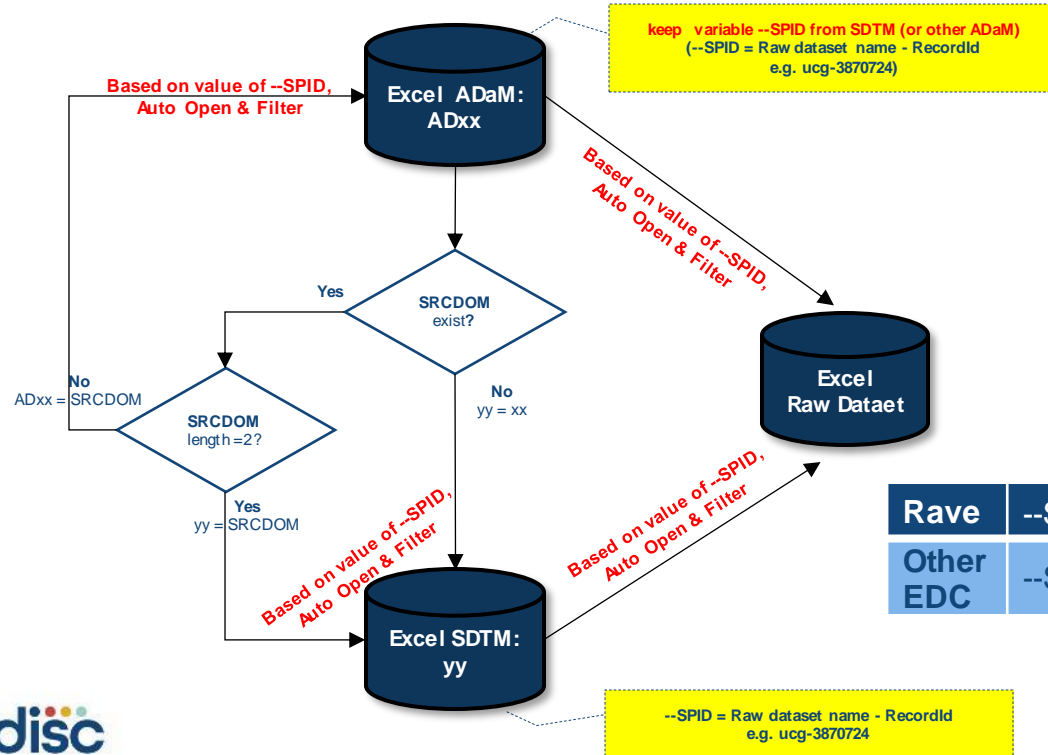 keep variable --SPID from SDTM (or other ADaM)
(--SPID = Raw dataset name - RecordId
e.g. ucg-3870724)
Based on value of --SPID,
Auto Open & Filter
Excel ADaM:
ADxx
Based on value of --SPID,
Auto Open & Filter
Yes
SRCDOM
exist?
No
ADxx = SRCDOM
SRCDOM
length =2?
No
yy = xx
Excel
Raw Dataet
Yes
yy = SRCDOM
Based on value of --SPID,
Auto Open & Filter
Based on value of --SPID,
Auto Open & Filter
Rave
--S
Other
EDC
--S
Excel SDTM:
yy
--SPID = Raw dataset name - RecordId
e.g. ucg-3870724
disc